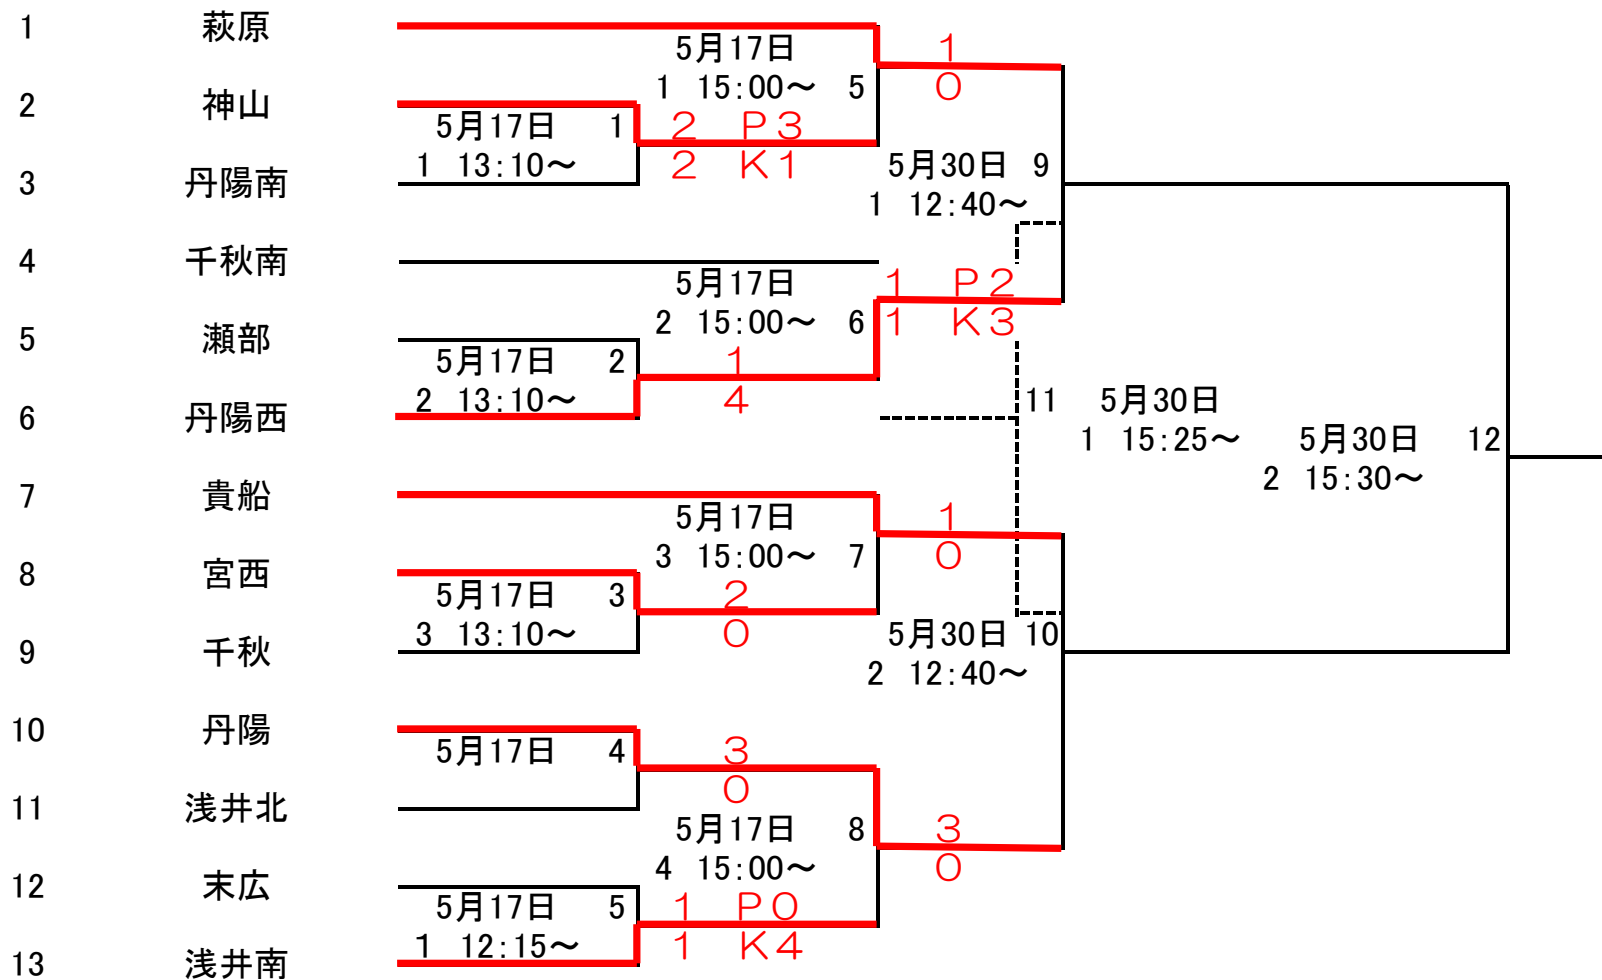 1 萩原
5月17日 1
1 15:00～ 5 0
2 神山
5月17日 1 2 P3
1 13:10～ 2 K1
5月30日 9
3 丹陽南
1 12:40～
4 千秋南
5月17日 1 P2
2 15:00～ 6 1 K3
5 瀬部
5月17日 2 1
2 13:10～ 4
11 5月30日
6 丹陽西
1 15:25～ 5月30日 12
2 15:30～
7 貴船
5月17日 1
3 15:00～ 7 0
8 宮西
5月17日 3 2
3 13:10～ 0
5月30日 10
9 千秋
2 12:40～
10 丹陽
5月17日 4 3
0
11 浅井北
5月17日 8 3
4 15:00～ 0
12 末広
5月17日 5 1 P0
1 12:15～ 1 K4
13 浅井南